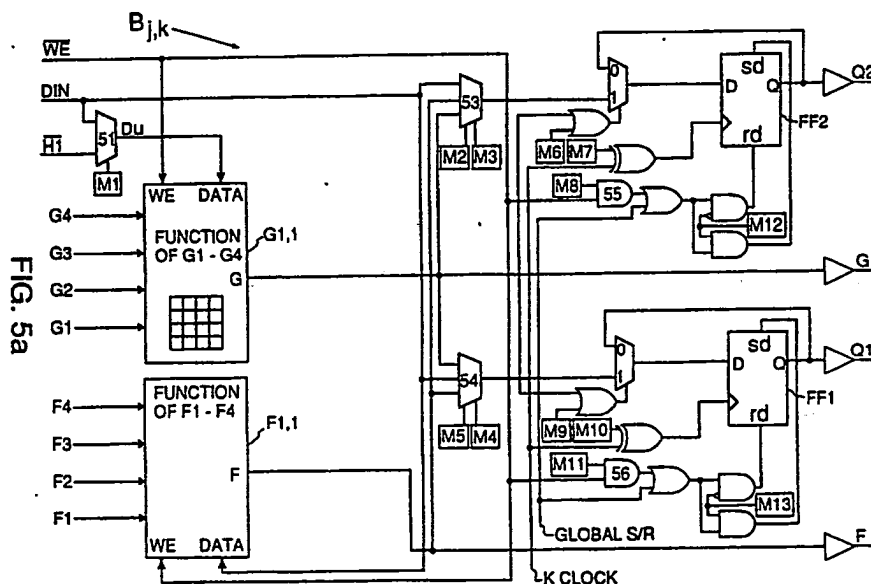 B j,k
WE
DIN
H1
51
Du
M1
WE DATA
FUNCTION
OF G1 - G4
G
G4
G3
G2
G1
G1,1
FUNCTION
OF F1 - F4
F
F4
F3
F2
F1
F1,1
WE DATA
53
M2 M3
54
M5 M4
0
1
M6 M7
M8
55
sd
D Q
rd
FF2
M12
Q2
G
0
1
M9 M10
M11
56
sd
D Q
rd
FF1
M13
Q1
F
GLOBAL S/R
K CLOCK
FIG. 5a